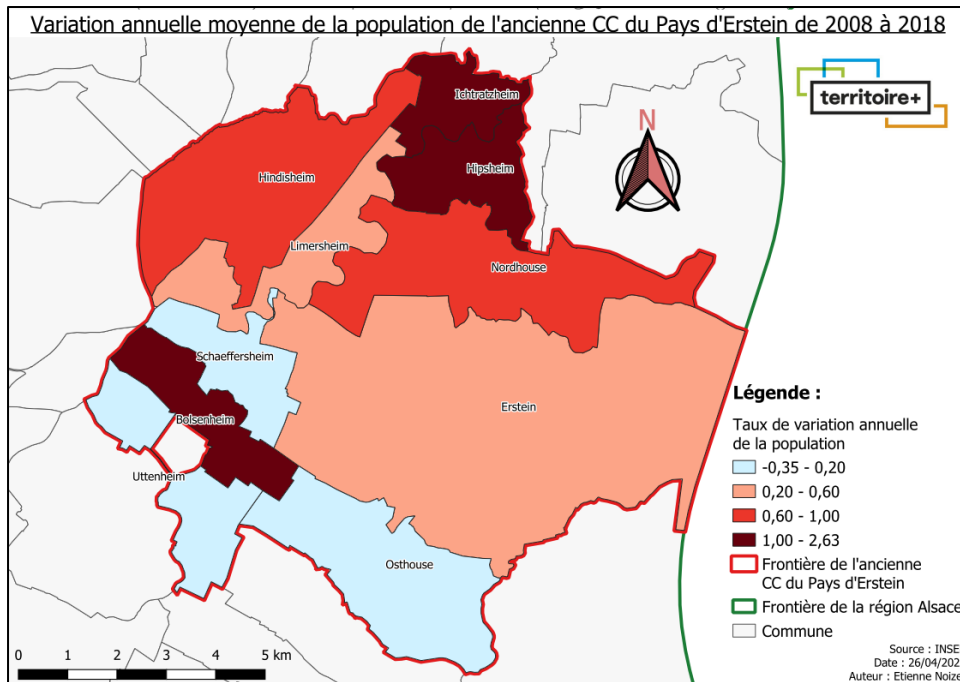 Variation annuelle moyenne de la population de l'ancienne CC du Pays d'Erstein de 2008 à 2018
territoire+
N
Ichtratzheim
Hipsheim
Hindisheim
Limersheim
Nordhouse
Schaeffersheim
Erstein
Bolsenheim
Uttenheim
Osthouse
Légende :
Taux de variation annuelle
de la population
-0,35 - 0,20
0,20 - 0,60
0,60 - 1,00
1,00 - 2,63
Frontière de l'ancienne
CC du Pays d'Erstein
Frontière de la région Alsace
Commune
0 1 2 3 4 5 km
Source : INSE
Date : 26/04/202
Auteur : Etienne Noize